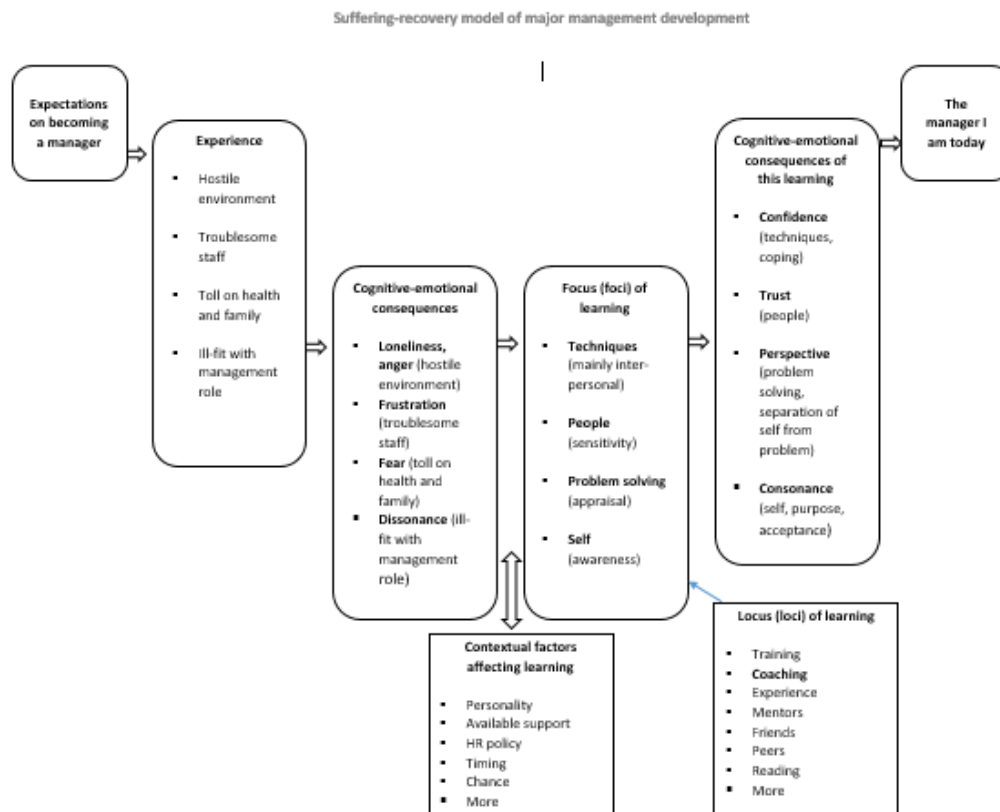 Suffering-recovery model of major management development
Expectations
on becoming
a manager
Experience
▪ Hostile
environment
▪ Troublesome
staff
▪ Toll on health
and family
▪ Ill-fit with
management
role
Cognitive-emotional
consequences
▪ Loneliness,
anger (hostile
environment)
▪ Frustration
(troublesome
staff)
▪ Fear (toll on
health and
family)
▪ Dissonance (ill-
fit with
management
role)
Focus (foci) of
learning
▪ Techniques
(mainly inter-
personal)
▪ People
(sensitivity)
▪ Problem solving
(appraisal)
▪ Self
(awareness)
Cognitive-emotional
consequences of
this learning
▪ Confidence
(techniques,
coping)
▪ Trust
(people)
▪ Perspective
(problem
solving,
separation of
self from
problem)
▪ Consonance
(self, purpose,
acceptance)
The
manager I
am today
Contextual factors
affecting learning
▪ Personality
▪ Available support
▪ HR policy
▪ Timing
▪ Chance
▪ More
Locus (loci) of learning
▪ Training
▪ Coaching
▪ Experience
▪ Mentors
▪ Friends
▪ Peers
▪ Reading
▪ More